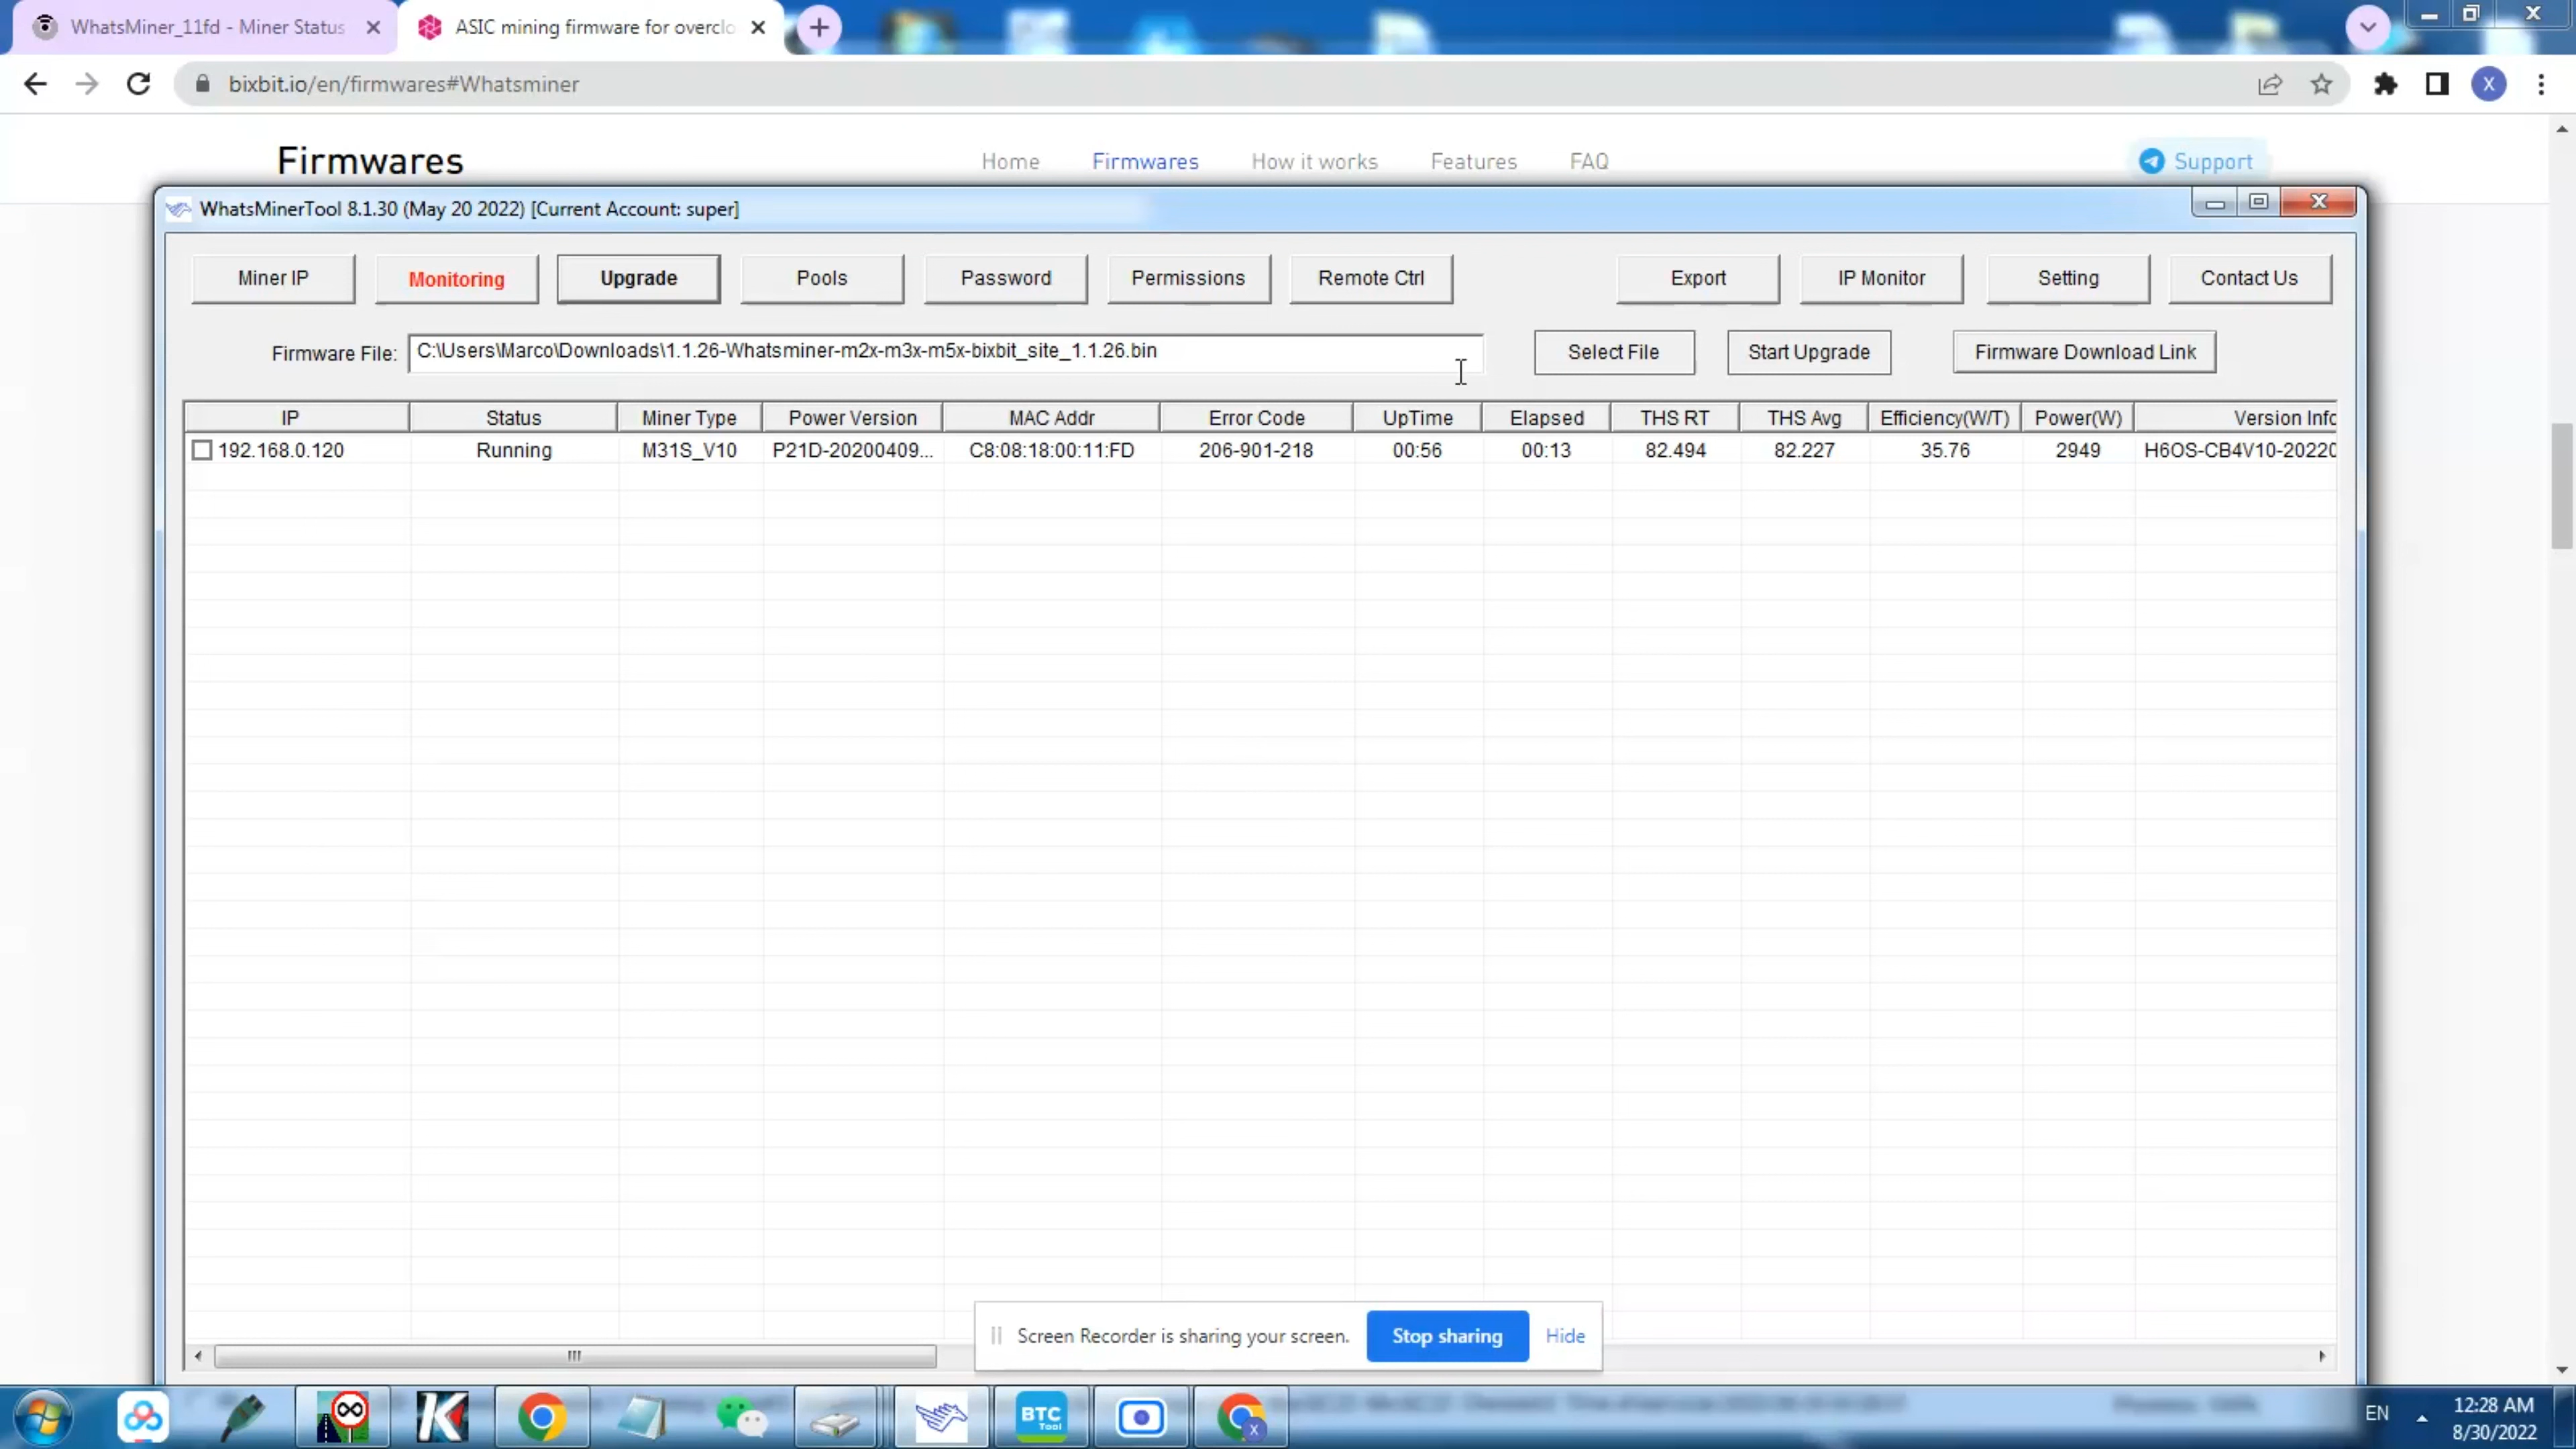 WhatsMiner_11fd - Miner Status
ASIC mining firmware for overclo
bixbit.io/en/firmwares#Whatsminer
X
Firmwares
Home Firmwares How it works Features FAQ
Support
WhatsMinerTool 8.1.30 (May 20 2022) [Current Account: super]
Miner IP Monitoring Upgrade Pools Password Permissions Remote Ctrl Export IP Monitor Setting Contact Us
Firmware File: C:\Users\Marco\Downloads\1.1.26-Whatsminer-m2x-m3x-m5x-bixbit_site_1.1.26.bin Select File Start Upgrade Firmware Download Link
IP Status Miner Type Power Version MAC Addr Error Code UpTime Elapsed THS RT THS Avg Efficiency(W/T) Power(W) Version Info
192.168.0.120 Running M31S_V10 P21D-20200409... C8:08:18:00:11:FD 206-901-218 00:56 00:13 82.494 82.227 35.76 2949 H6OS-CB4V10-20220
Screen Recorder is sharing your screen. Stop sharing Hide
BTC
Tool
X
EN
12:28 AM
8/30/2022